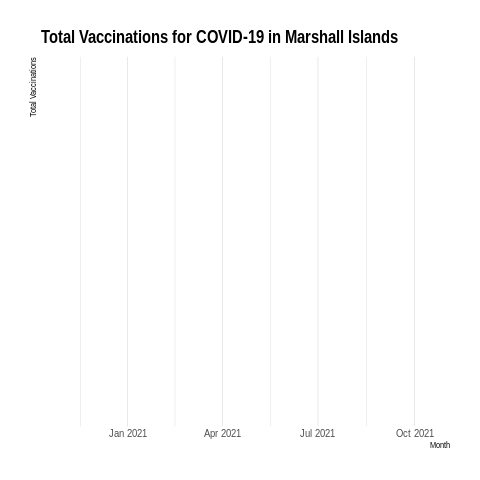 Total Vaccinations for COVID-19 in Marshall Islands
Total Vaccinations
Jan 2021 Apr 2021 Jul 2021 Oct 2021
Month